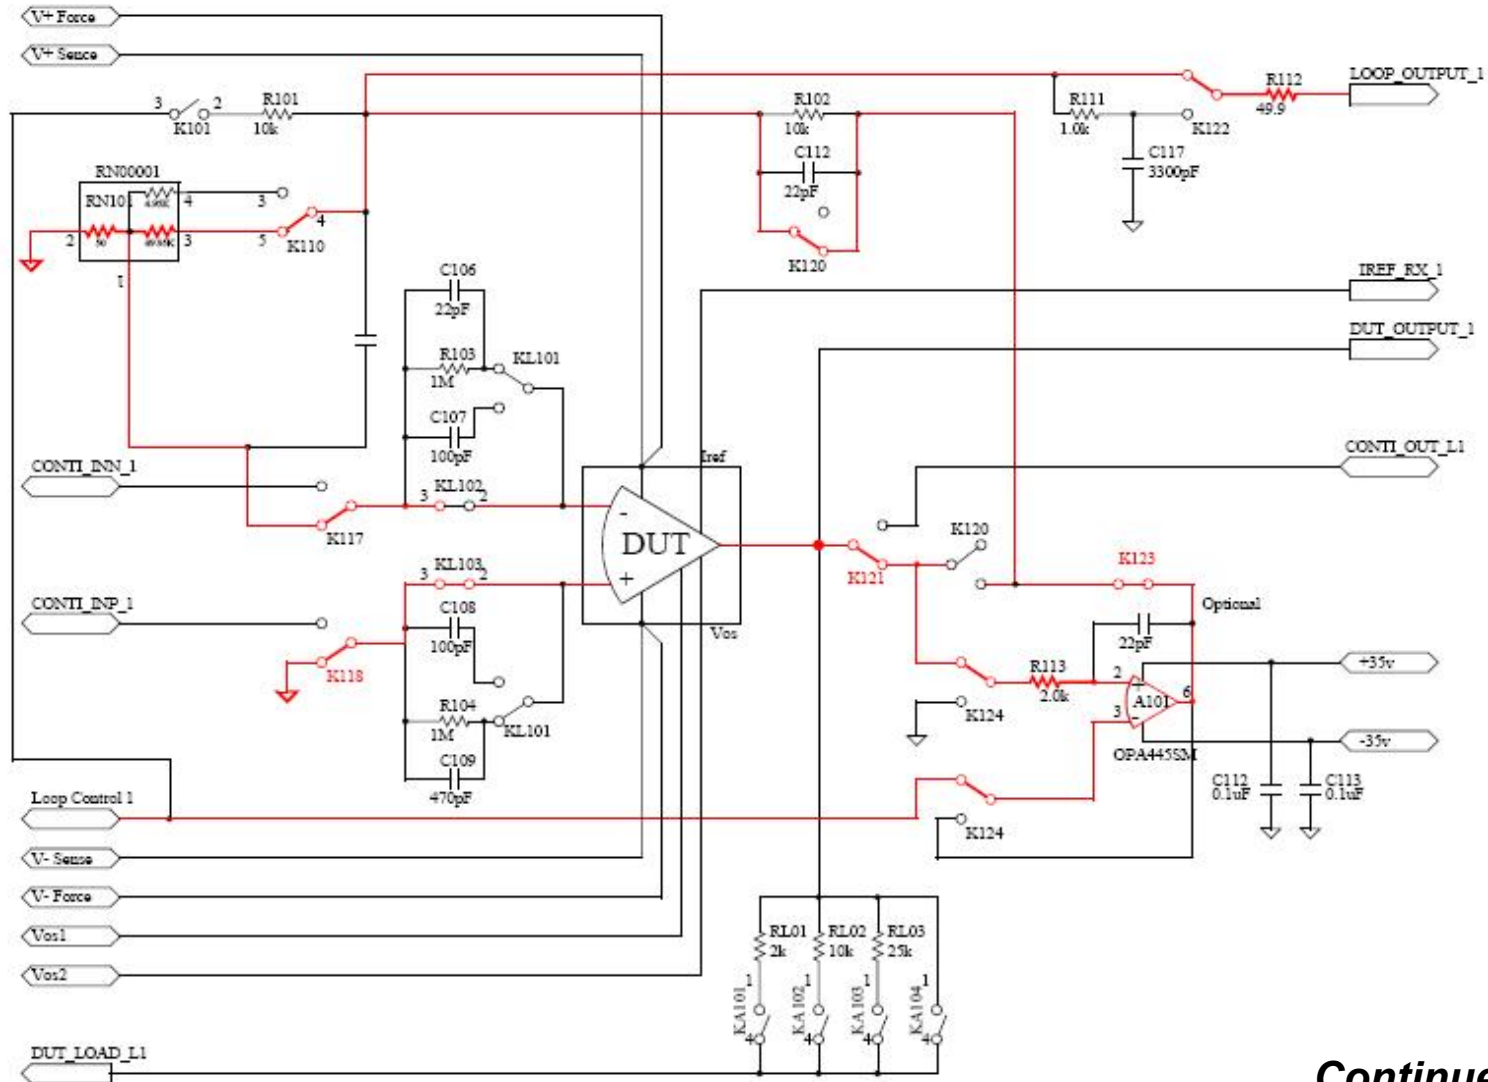 V+ Force
V+ Sence
3
2
K101
R101
10k
R102
10k
C112
22pF
K120
R111
1.0k
C117
3300pF
K122
R112
49.9
LOOP_OUTPUT_1
RN00001
RN101
50
4
3
2
3
5
4
K110
1
C106
22pF
R103
1M
KL101
C107
100pF
IREF_RX_1
DUT_OUTPUT_1
CONTI_OUT_L1
CONTI_INN_1
K117
3
KL102
2
Iref
-
DUT
+
Vos
K121
K120
K123
Optional
22pF
CONTI_INP_1
K118
3
KL103
2
C108
100pF
R104
1M
KL101
C109
470pF
R113
2.0k
2
+
A101
6
3
-
OPA445SM
K124
K124
+35v
-35v
C112
0.1uF
C113
0.1uF
Loop Control 1
V- Sense
V- Force
Vos1
Vos2
RL01
2k
RL02
10k
RL03
25k
1
1
1
1
KA101
KA102
KA103
KA104
4
4
4
4
DUT_LOAD_L1
Continue